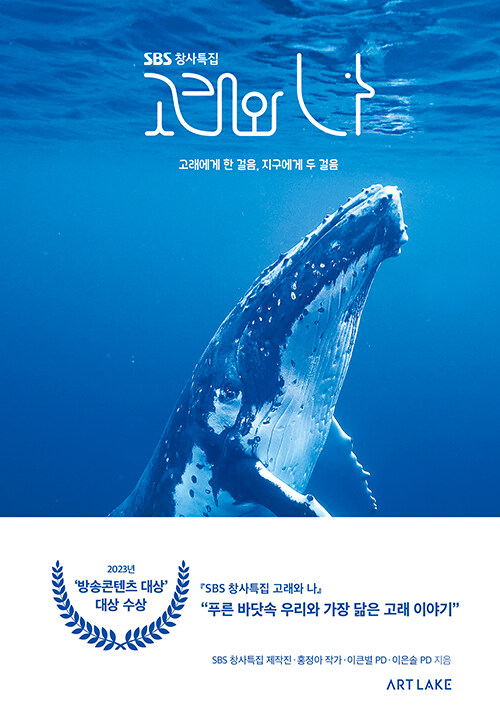 SBS 창사특집
고래와 나
고래에게 한 걸음, 지구에게 두 걸음
2023년
‘방송콘텐츠 대상’
대상 수상
『SBS 창사특집 고래와 나』
“푸른 바닷속 우리와 가장 닮은 고래 이야기”
SBS 창사특집 제작진·홍정아 작가·이큰별 PD·이은솔 PD 지음
ART LAKE